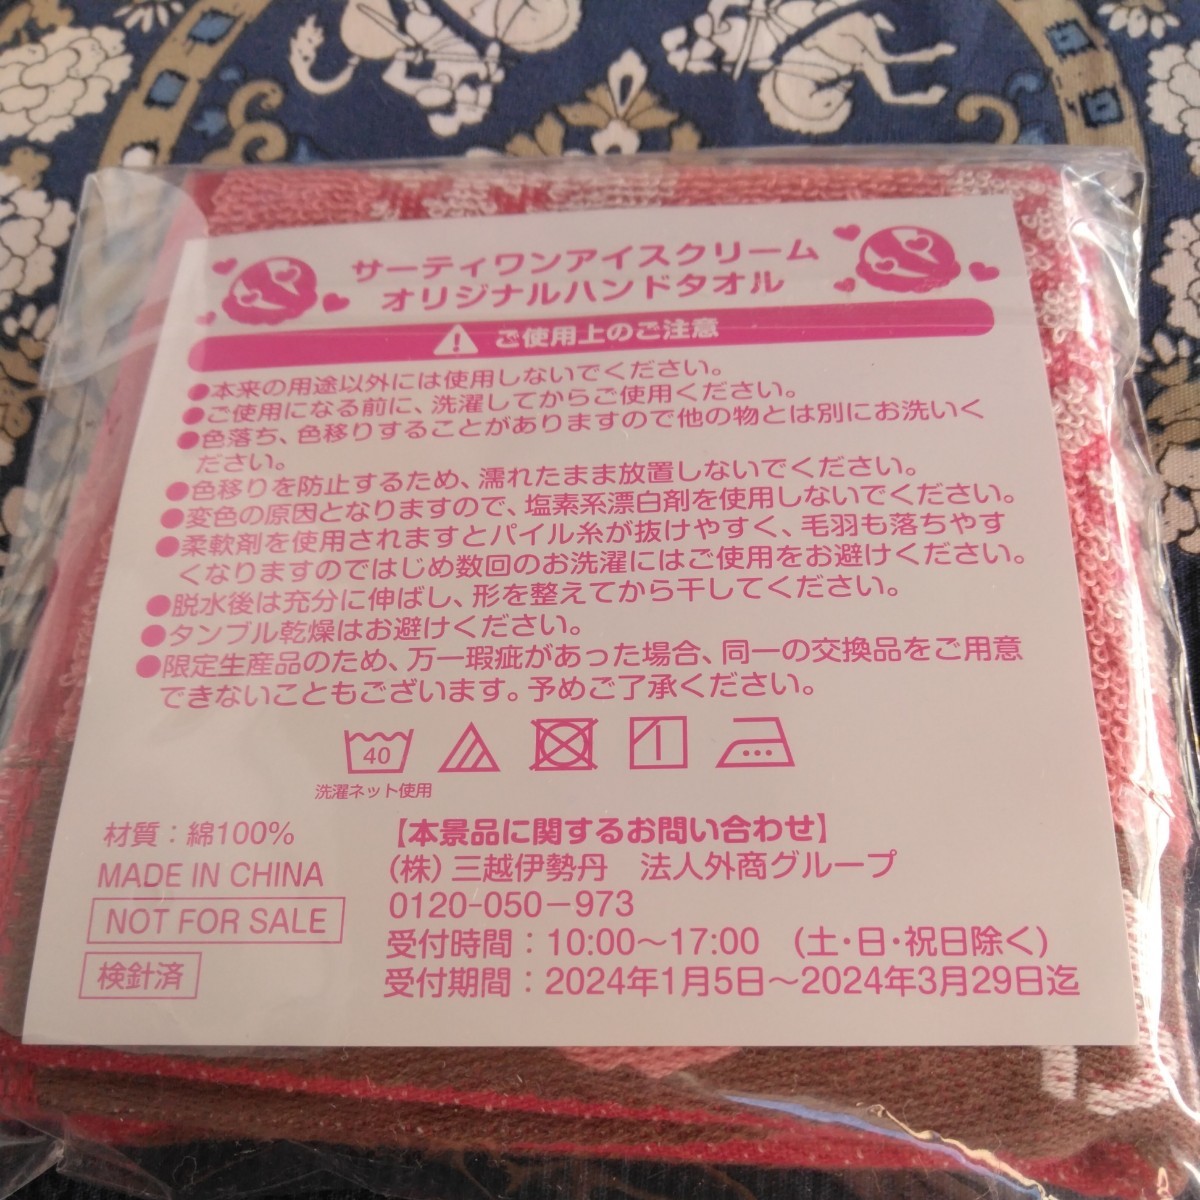 サーティワンアイスクリーム
オリジナルハンドタオル
ご使用上のご注意
●本来の用途以外には使用しないでください。
●ご使用になる前に、洗濯してからご使用ください。
●色落ち、色移りすることがありますので他の物とは別にお洗いく
ださい。
●色移りを防止するため、濡れたまま放置しないでください。
●変色の原因となりますので、塩素系漂白剤を使用しないでください。
●柔軟剤を使用されますとパイル糸が抜けやすく、毛羽も落ちやす
くなりますのではじめ数回のお洗濯にはご使用をお避けください。
●脱水後は充分に伸ばし、形を整えてから干してください。
●タンブル乾燥はお避けください。
●限定生産品のため、万一瑕疵があった場合、同一の交換品をご用意
できないこともございます。予めご了承ください。
40
洗濯ネット使用
材質：綿100%
MADE IN CHINA
NOT FOR SALE
検針済
【本景品に関するお問い合わせ】
(株)三越伊勢丹　法人外商グループ
0120-050-973
受付時間：10:00～17:00　(土・日・祝日除く)
受付期間：2024年1月5日～2024年3月29日迄